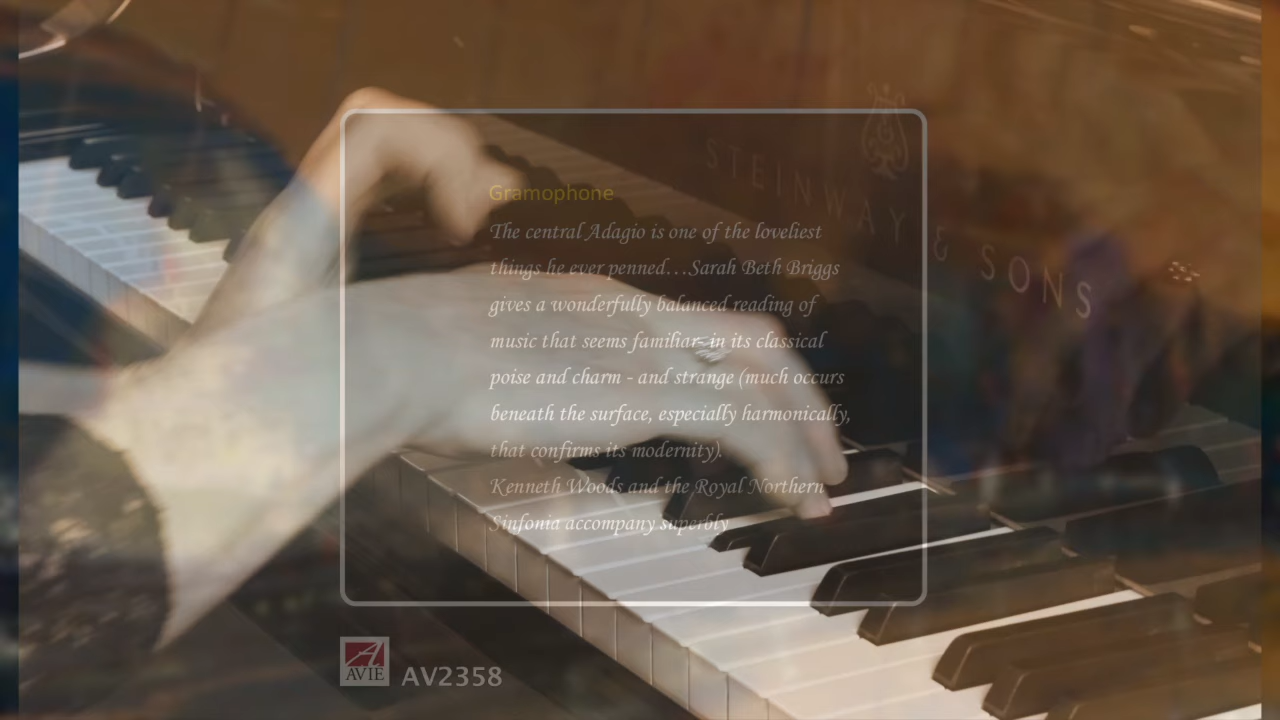 STEINWAY & SONS
Gramophone
The central Adagio is one of the loveliest
things he ever penned….Sarah Beth Briggs
gives a wonderfully balanced reading of
music that seems familiar- in its classical
poise and charm - and strange (much occurs
beneath the surface, especially harmonically,
that confirms its modernity).
Kenneth Woods and the Royal Northern
Sinfonia accompany superbly
A
AVIE
AV2358